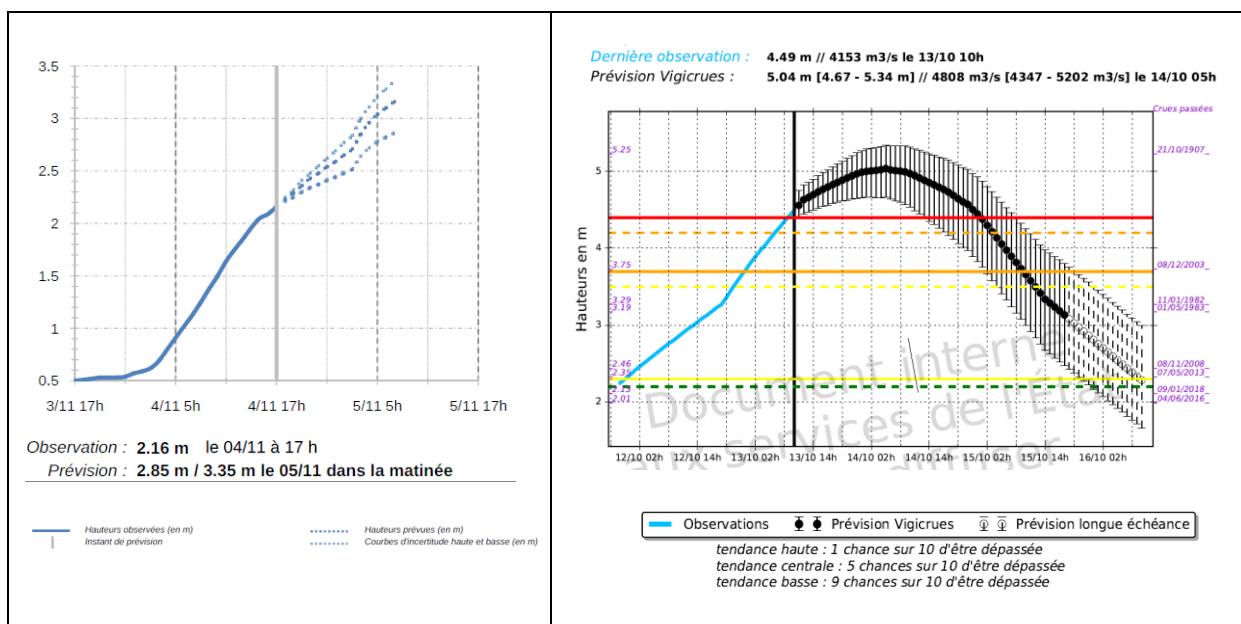 3.5
3
2.5
2
1.5
1
0.5
3/11 17h 4/11 5h 4/11 17h 5/11 5h 5/11 17h
Observation : 2.16 m le 04/11 à 17 h
Prévision : 2.85 m / 3.35 m le 05/11 dans la matinée
Hauteurs observées (en m)
Instant de prévision
Hauteurs prévues (en m)
Courbes d'incertitude haute et basse (en m)
Dernière observation : 4.49 m // 4153 m3/s le 13/10 10h
Prévision Vigicrues : 5.04 m [4.67 - 5.34 m] // 4808 m3/s [4347 - 5202 m3/s] le 14/10 05h
Crues passées
5.25 21/10/1907
5
Hauteurs en m
4
3.75 08/12/2003
3.29 11/01/1982
3.19 01/05/1983
3
2.46 08/11/2008
2.35 07/05/2013
2.15 09/01/2018
2.01 04/06/2016
2
Document interne
aux services de l'État
diffuser
12/10 02h 12/10 14h 13/10 02h 13/10 14h 14/10 02h 14/10 14h 15/10 02h 15/10 14h 16/10 02h
Observations Prévision Vigicrues Prévision longue échéance
tendance haute : 1 chance sur 10 d'être dépassée
tendance centrale : 5 chances sur 10 d'être dépassée
tendance basse : 9 chances sur 10 d'être dépassée